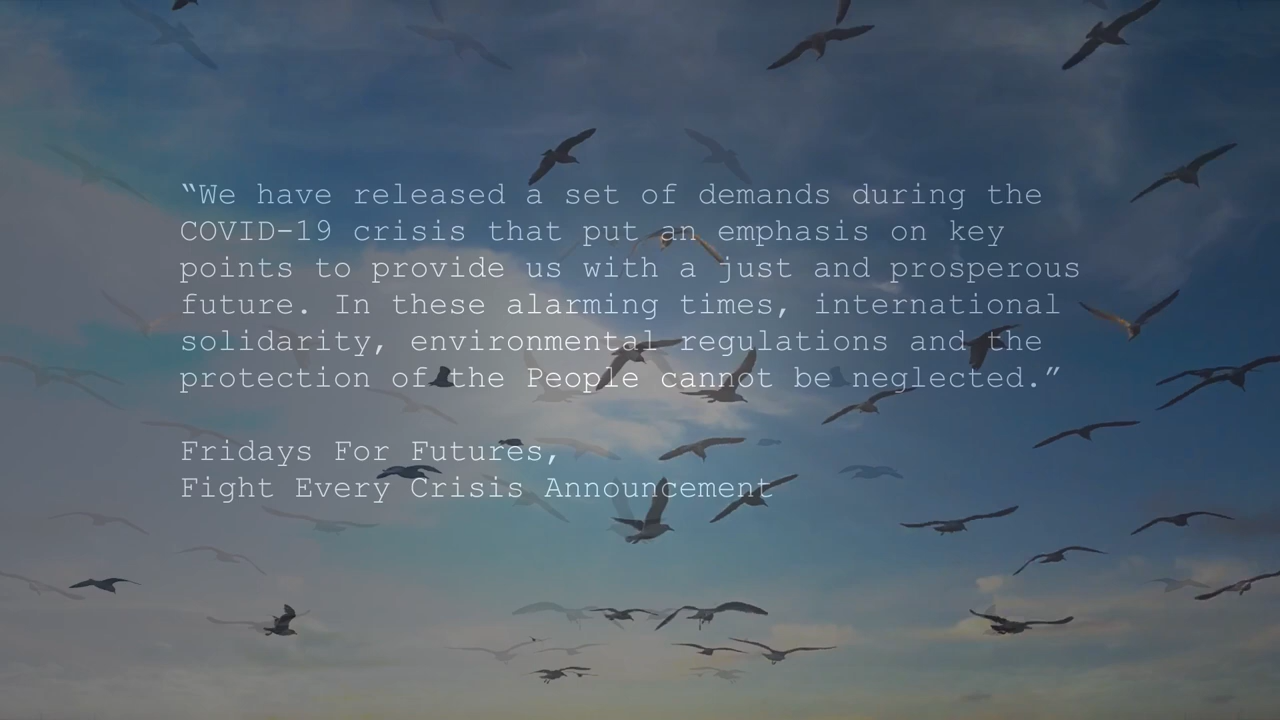 “We have released a set of demands during the
COVID-19 crisis that put an emphasis on key
points to provide us with a just and prosperous
future. In these alarming times, international
solidarity, environmental regulations and the
protection of the People cannot be neglected.”
Fridays For Futures,
Fight Every Crisis Announcement